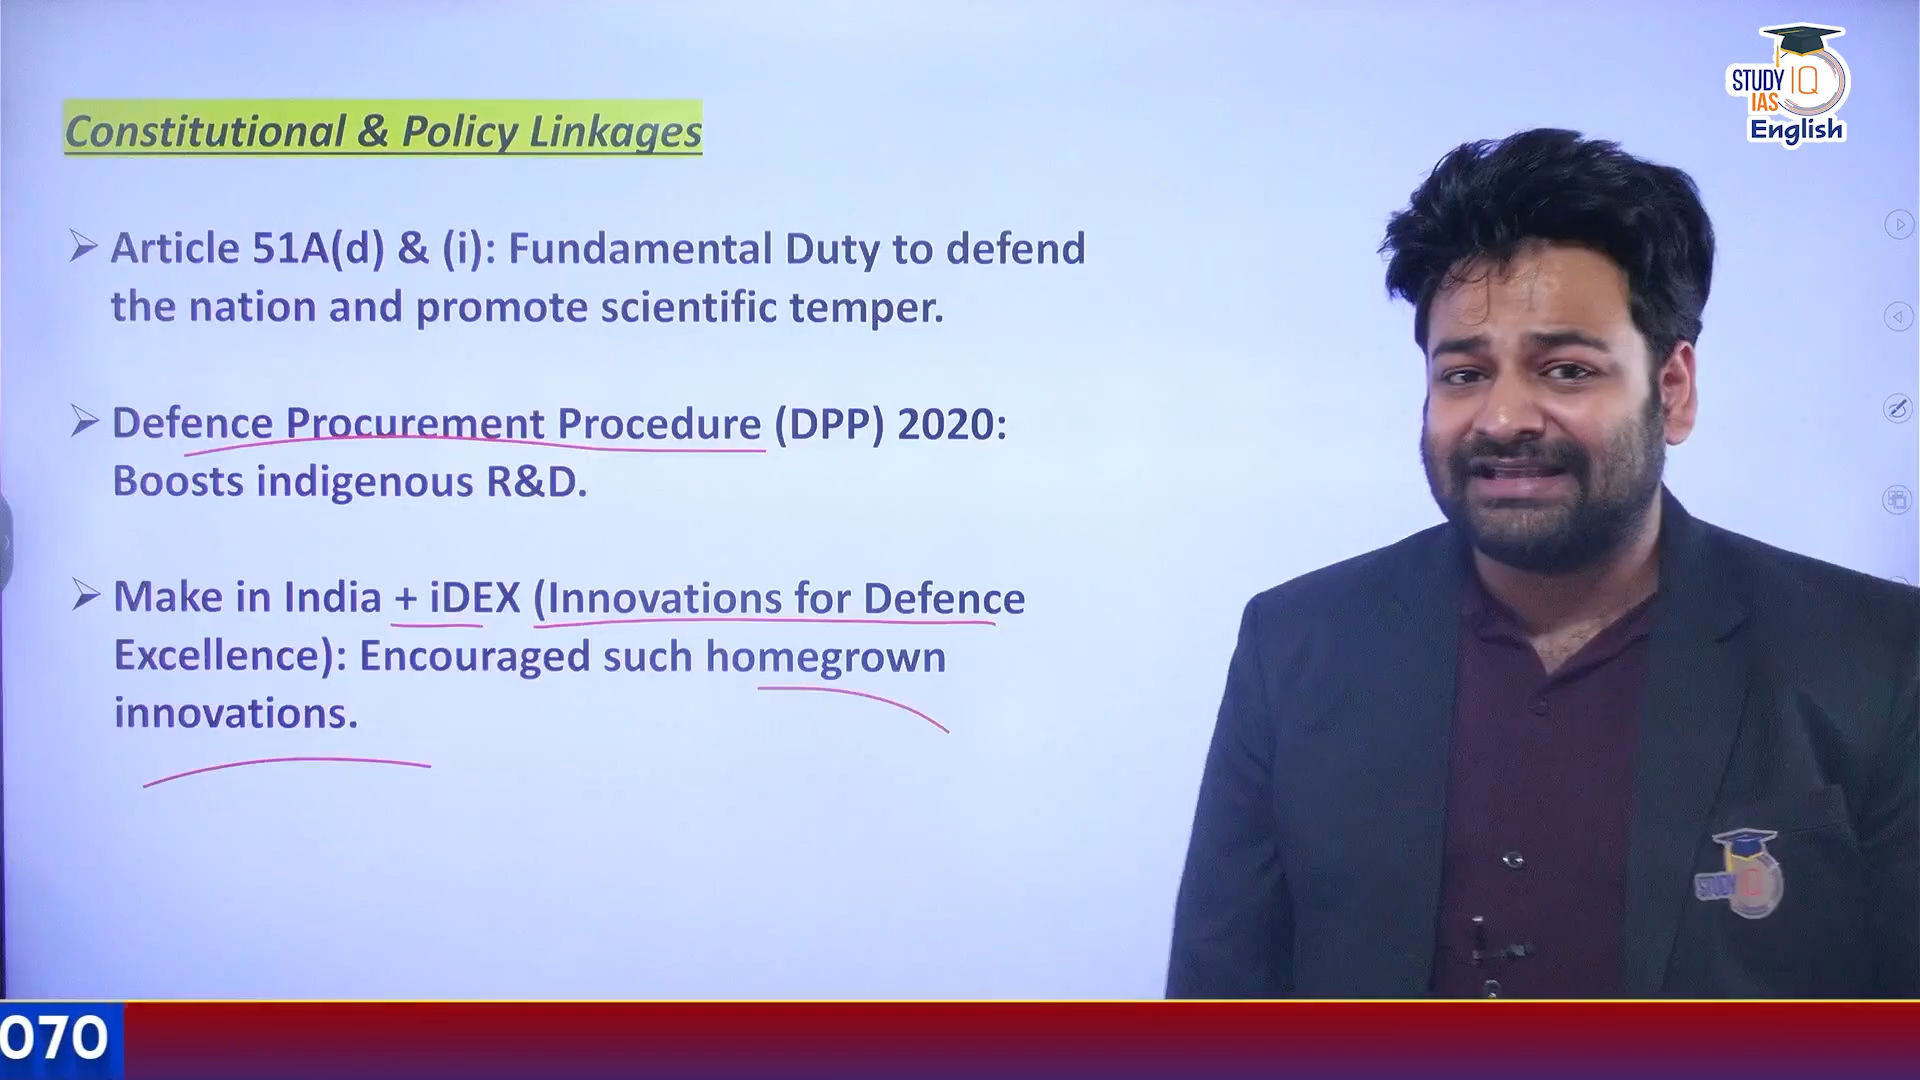 STUDY IQ
IAS
English
Constitutional & Policy Linkages
Article 51A(d) & (i): Fundamental Duty to defend
the nation and promote scientific temper.
Defence Procurement Procedure (DPP) 2020:
Boosts indigenous R&D.
Make in India + iDEX (Innovations for Defence
Excellence): Encouraged such homegrown
innovations.
STUDY IQ
070